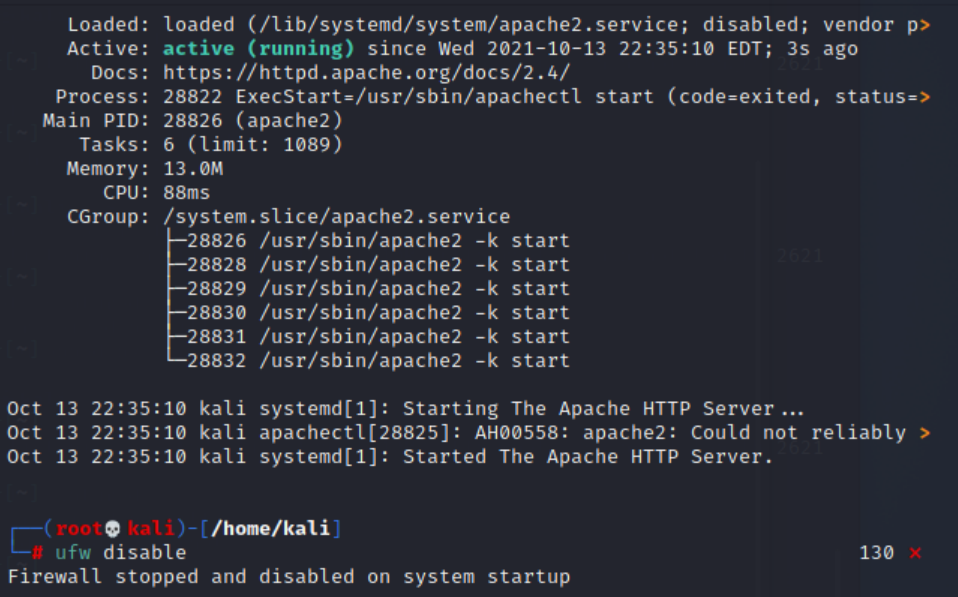 Loaded: loaded (/lib/systemd/system/apache2.service; disabled; vendor p>
Active: active (running) since Wed 2021-10-13 22:35:10 EDT; 3s ago
Docs: https://httpd.apache.org/docs/2.4/
Process: 28822 ExecStart=/usr/sbin/apachectl start (code=exited, status=>
Main PID: 28826 (apache2)
Tasks: 6 (limit: 1089)
Memory: 13.0M
CPU: 88ms
CGroup: /system.slice/apache2.service
├─28826 /usr/sbin/apache2 -k start
├─28828 /usr/sbin/apache2 -k start
├─28829 /usr/sbin/apache2 -k start
├─28830 /usr/sbin/apache2 -k start
├─28831 /usr/sbin/apache2 -k start
└─28832 /usr/sbin/apache2 -k start
Oct 13 22:35:10 kali systemd[1]: Starting The Apache HTTP Server...
Oct 13 22:35:10 kali apachectl[28825]: AH00558: apache2: Could not reliably >
Oct 13 22:35:10 kali systemd[1]: Started The Apache HTTP Server.
┌──(root💀kali)-[/home/kali]
└─# ufw disable 130 ⨯
Firewall stopped and disabled on system startup